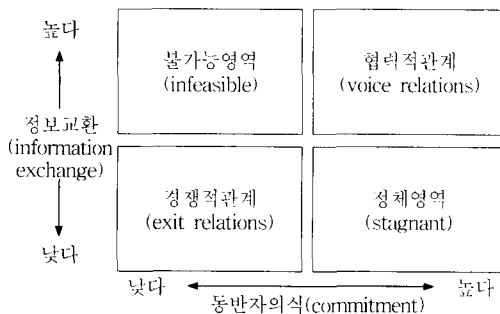 높다
불가능영역
(infeasible)
협력적관계
(voice relations)
정보교환
(information
exchange)
경쟁적관계
(exit relations)
정체영역
(stagnant)
낮다
낮다
높다
동반자의식(commitment)